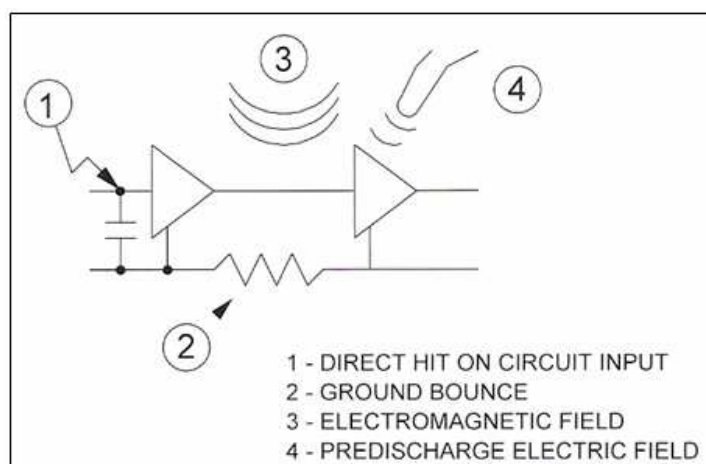 3
4
1
2
1 - DIRECT HIT ON CIRCUIT INPUT
2 - GROUND BOUNCE
3 - ELECTROMAGNETIC FIELD
4 - PREDISCHARGE ELECTRIC FIELD